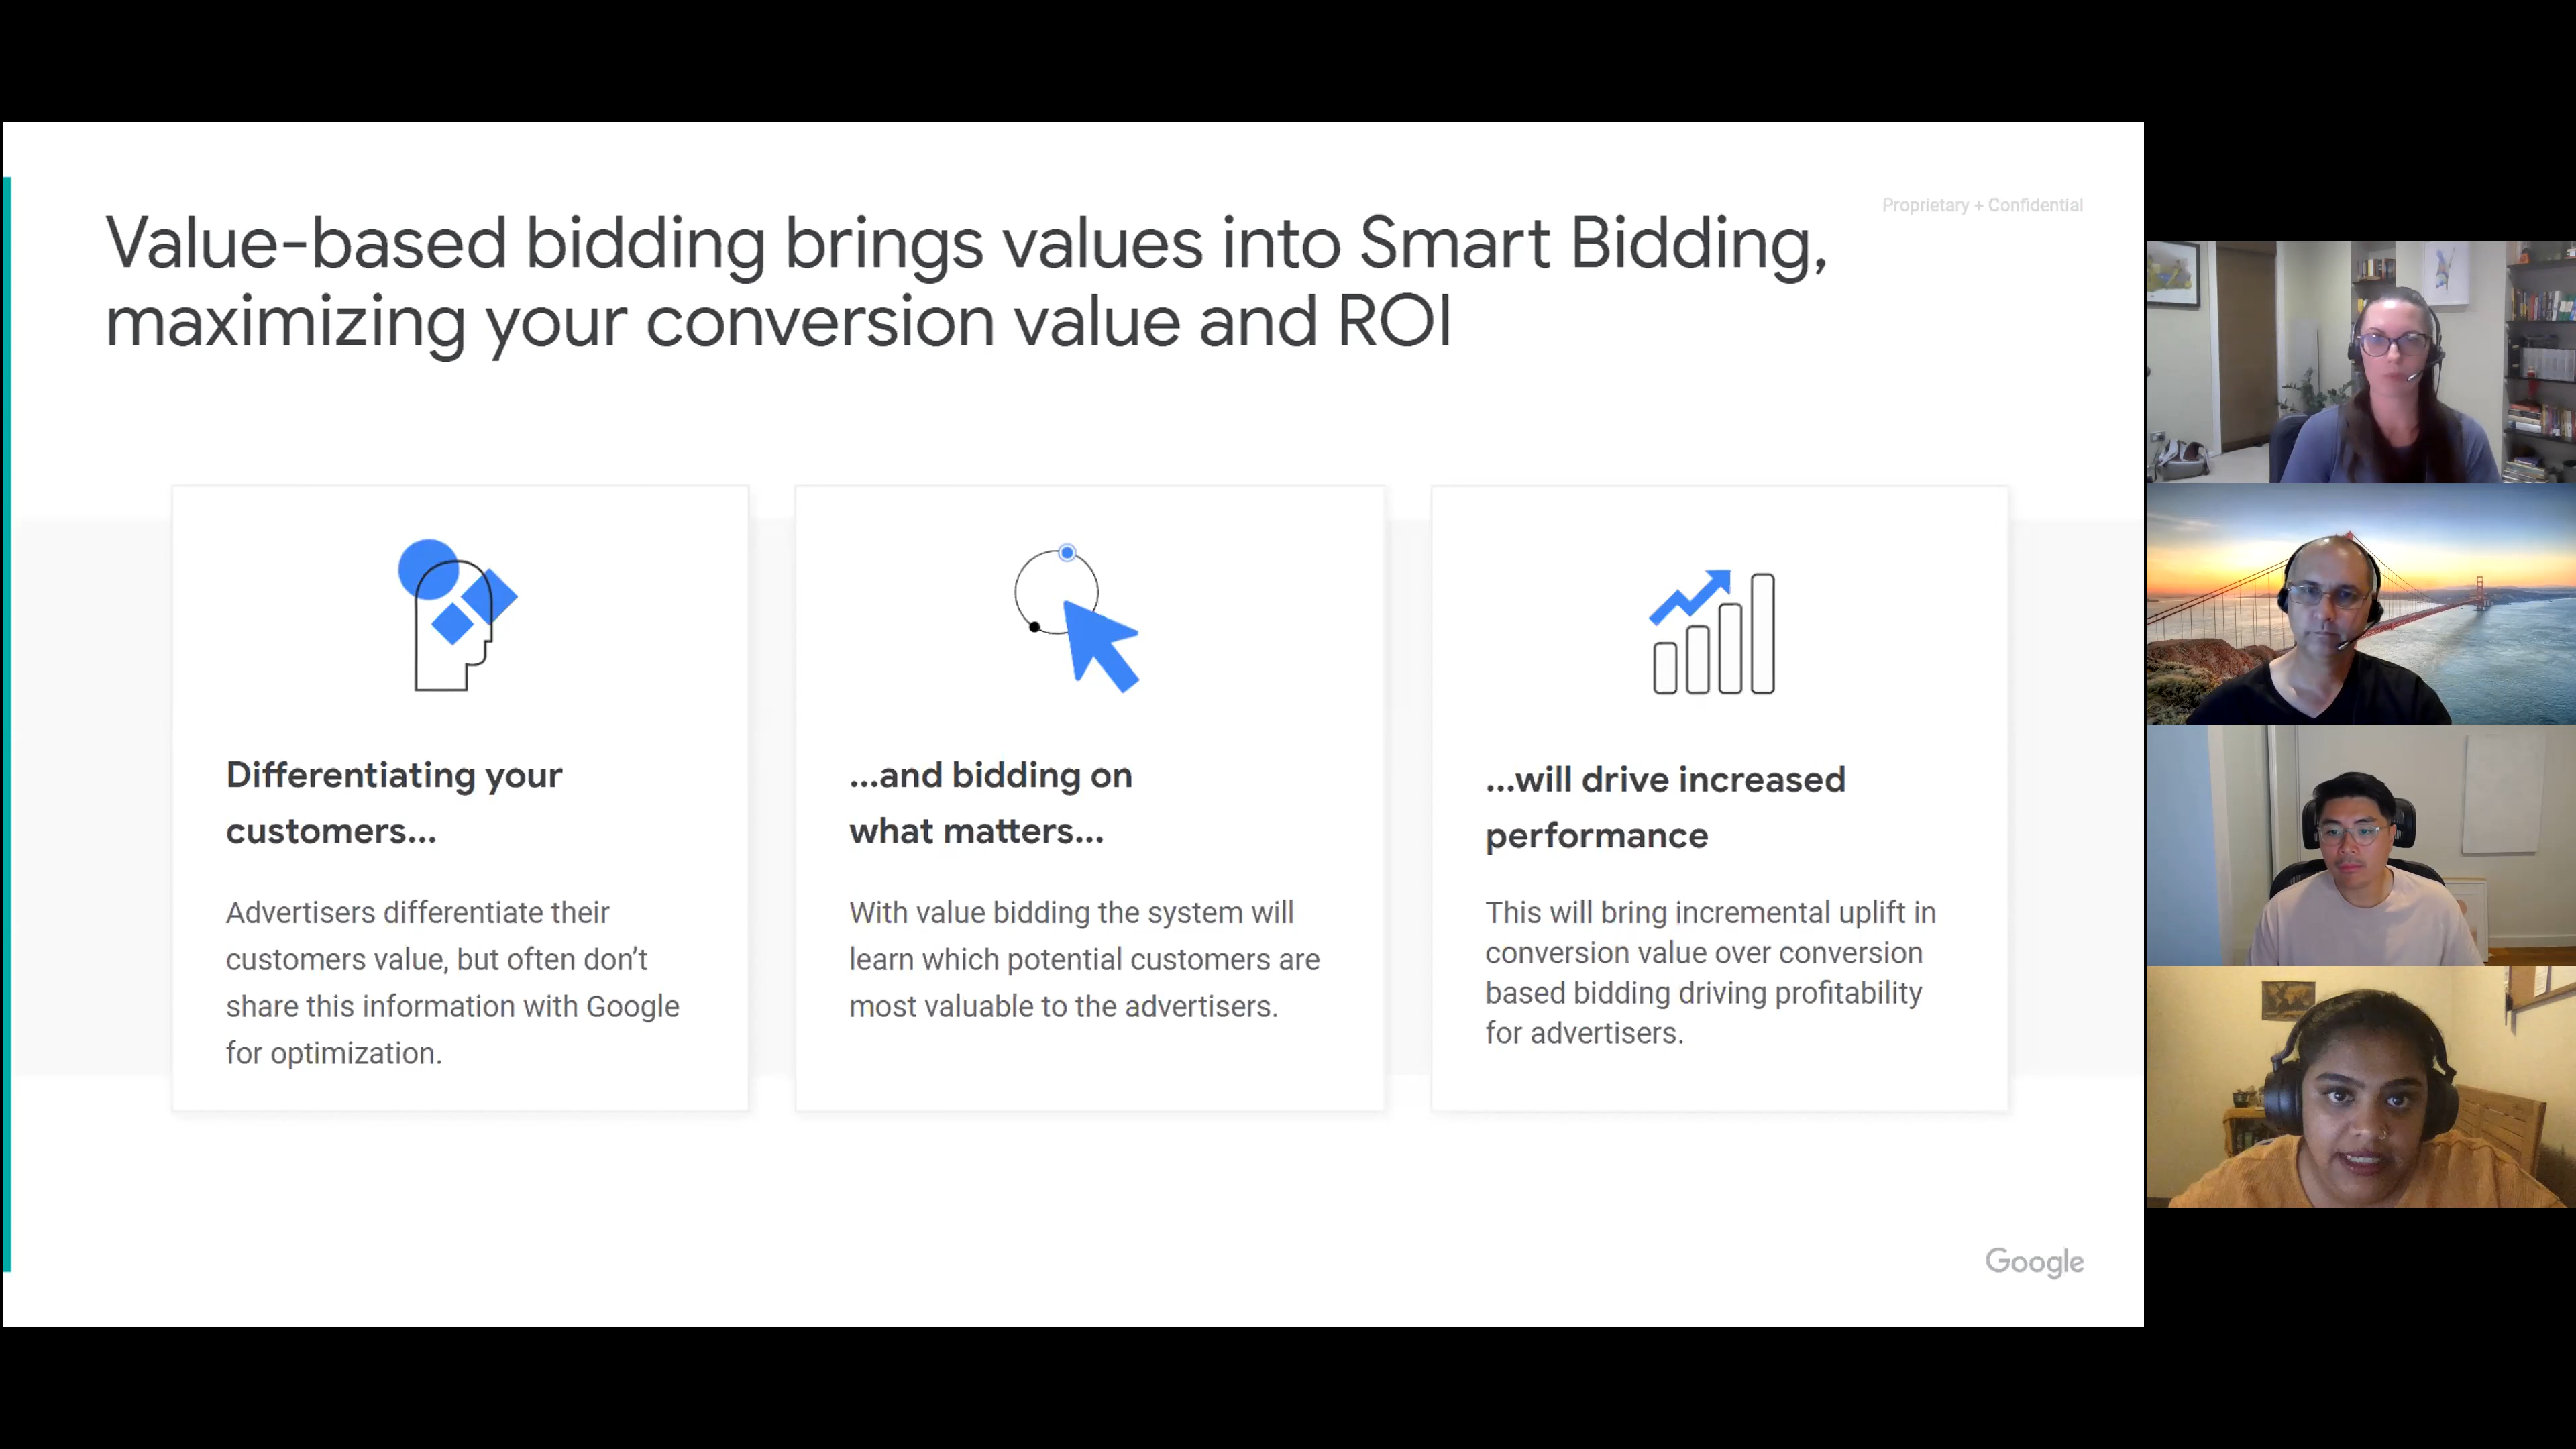 Proprietary + Confidential
Value-based bidding brings values into Smart Bidding,
maximizing your conversion value and ROI
Differentiating your
customers...
Advertisers differentiate their
customers value, but often don’t
share this information with Google
for optimization.
...and bidding on
what matters...
With value bidding the system will
learn which potential customers are
most valuable to the advertisers.
...will drive increased
performance
This will bring incremental uplift in
conversion value over conversion
based bidding driving profitability
for advertisers.
Google